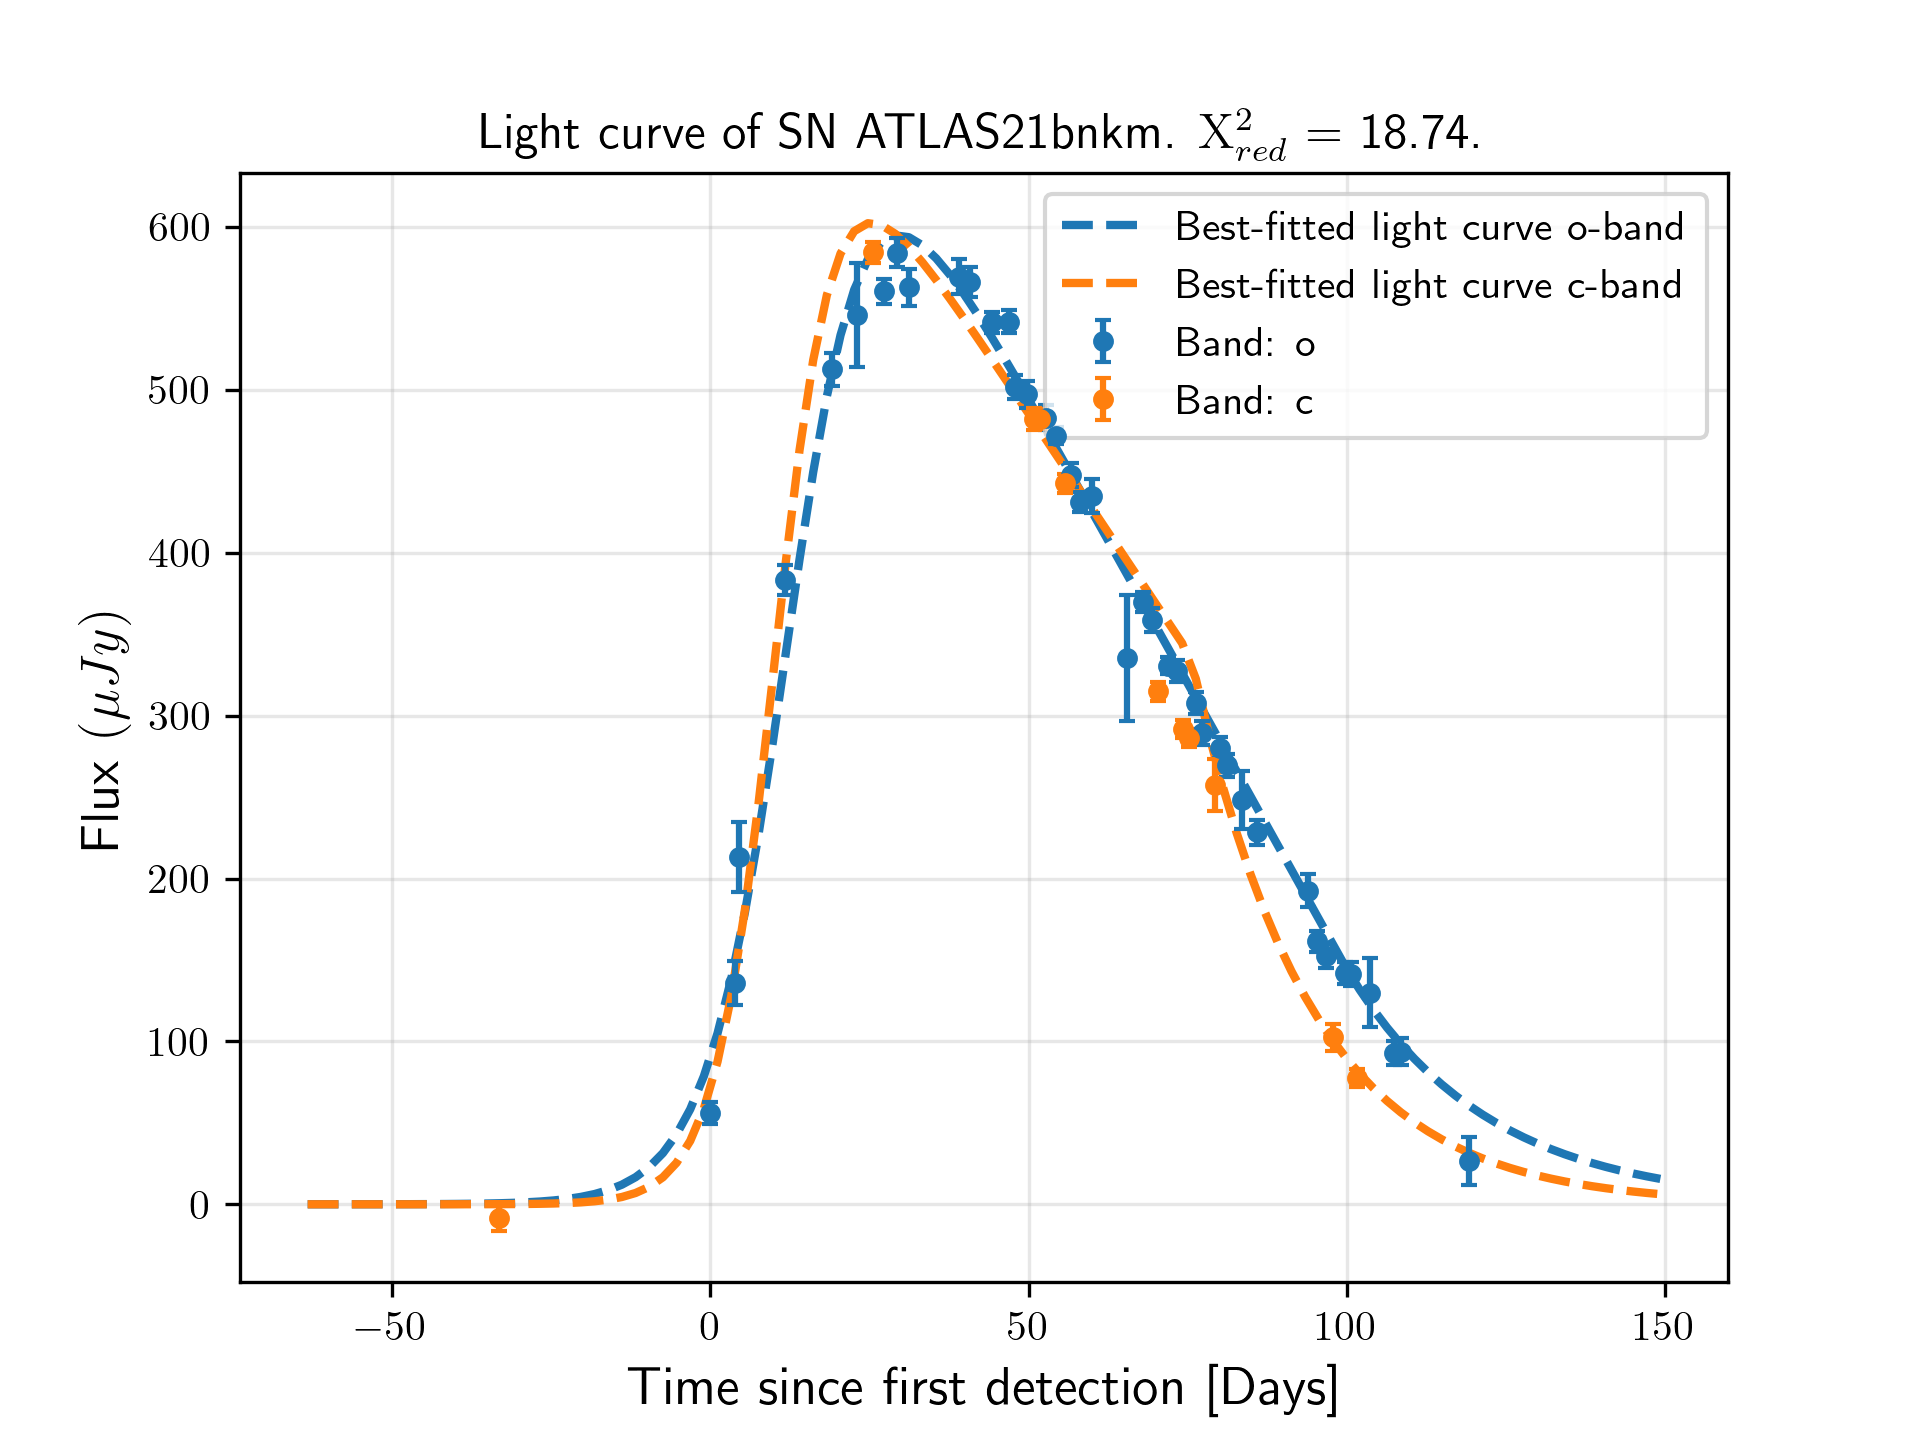 Light curve of SN ATLAS21bnkm. X²_red = 18.74.
Best-fitted light curve o-band
Best-fitted light curve c-band
Band: o
Band: c
600
500
400
300
200
100
0
Flux (μJy)
−50
0
50
100
150
Time since first detection [Days]